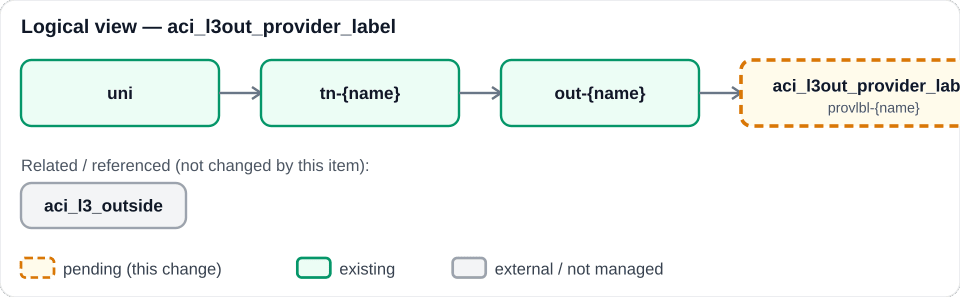 Logical view — aci_l3out_provider_label
uni
tn-{name}
out-{name}
aci_l3out_provider_lab
provlbl-{name}
Related / referenced (not changed by this item):
aci_l3_outside
pending (this change)
existing
external / not managed